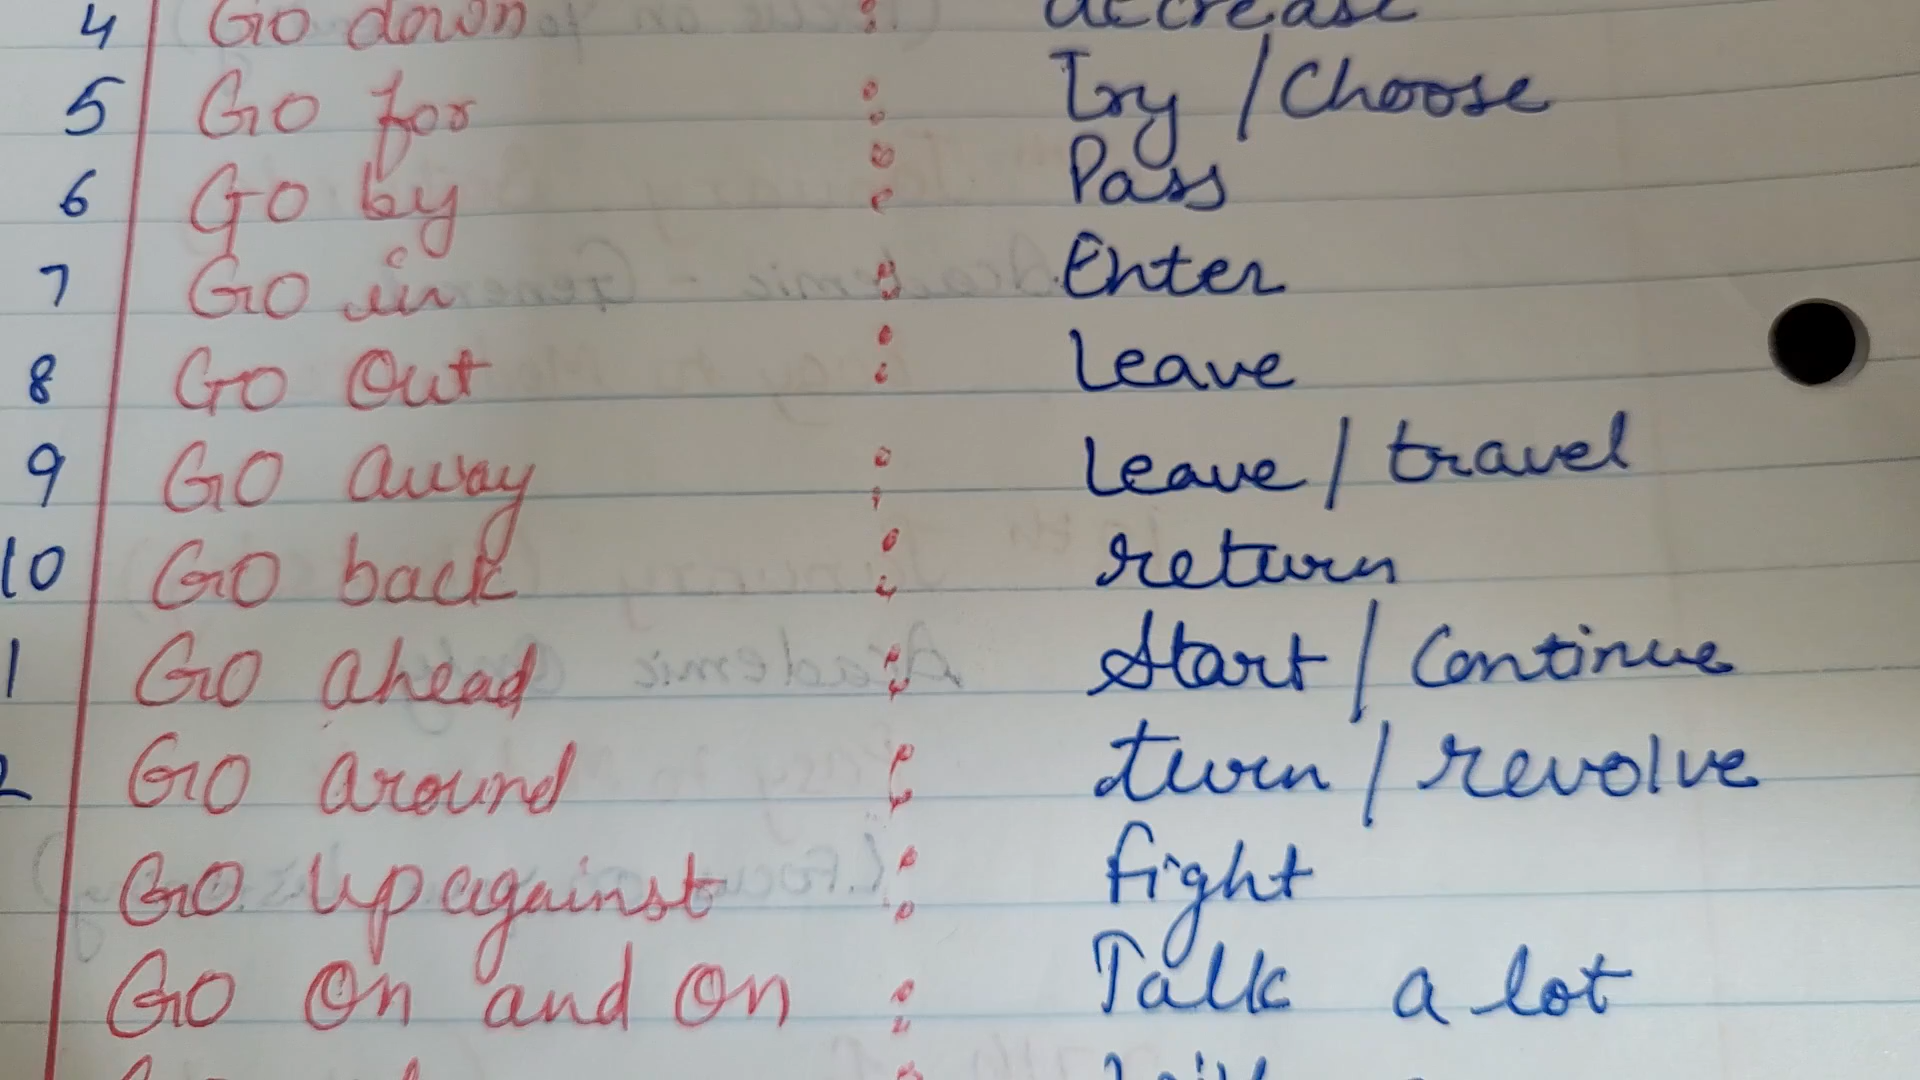 4 Go down : decrease
5 Go for : Try / Choose
6 Go by : Pass
7 Go in : Enter
8 Go Out : Leave
9 Go away : Leave / travel
10 Go back : return
1 Go ahead : Start / Continue
2 Go around : turn / revolve
Go up against : fight
Go on and on : Talk a lot